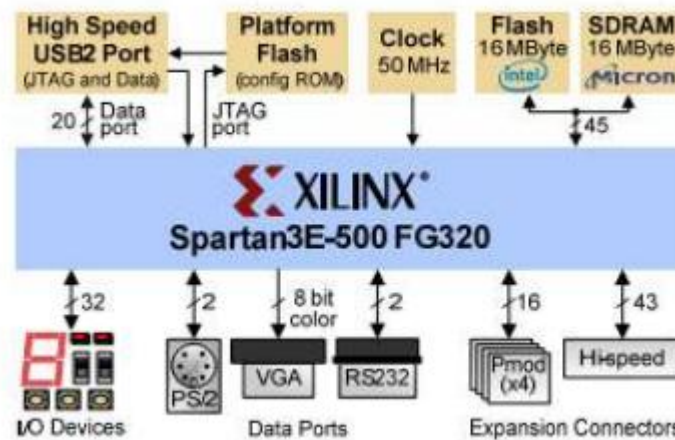 High Speed
USB2 Port
(JTAG and Data)
Platform
Flash
(config ROM)
Clock
50 MHz
Flash
16 MByte
intel
SDRAM
16 MByte
Micron
20
Data
port
JTAG
port
45
XILINX®
Spartan3E-500 FG320
32
2
8 bit
color
2
16
43
PS/2
VGA
RS232
Pmod
(x4)
Hi-speed
I/O Devices
Data Ports
Expansion Connectors